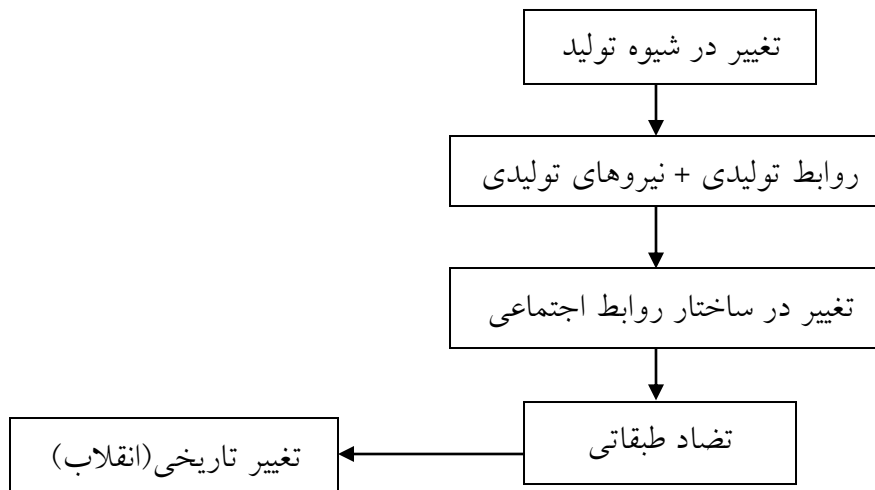 تغییر در شیوه تولید
روابط تولیدی + نیروهای تولیدی
تغییر در ساختار روابط اجتماعی
تضاد طبقاتی
تغییر تاریخی(انقلاب)